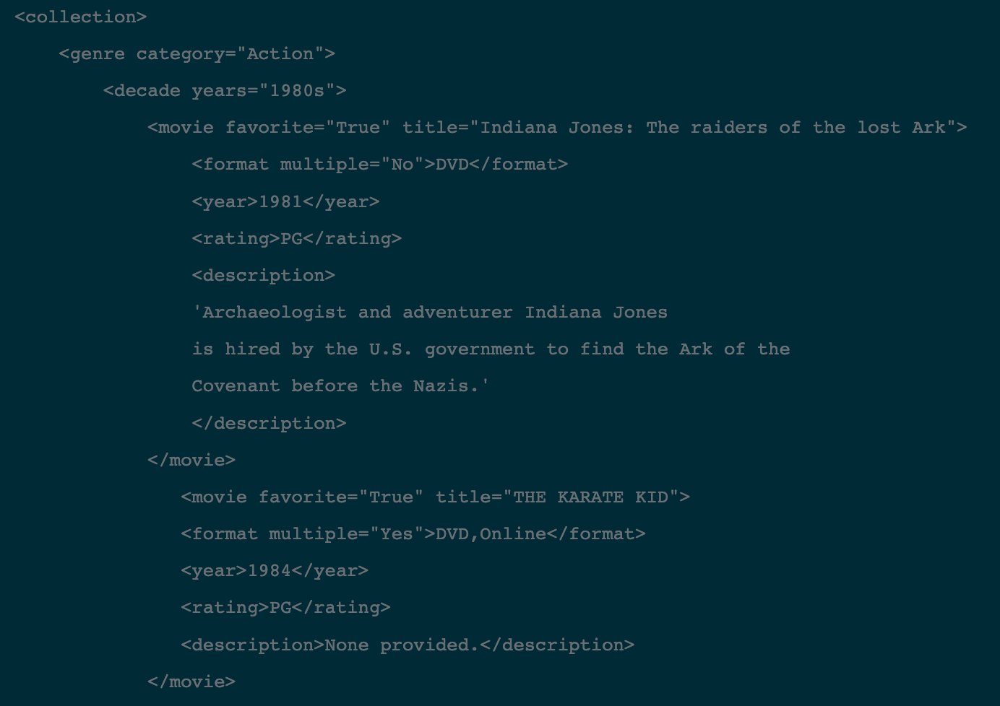 <collection>
    <genre category="Action">
        <decade years="1980s">
            <movie favorite="True" title="Indiana Jones: The raiders of the lost Ark">
                <format multiple="No">DVD</format>
                <year>1981</year>
                <rating>PG</rating>
                <description>
                'Archaeologist and adventurer Indiana Jones
                is hired by the U.S. government to find the Ark of the
                Covenant before the Nazis.'
                </description>
            </movie>
               <movie favorite="True" title="THE KARATE KID">
               <format multiple="Yes">DVD,Online</format>
               <year>1984</year>
               <rating>PG</rating>
               <description>None provided.</description>
            </movie>